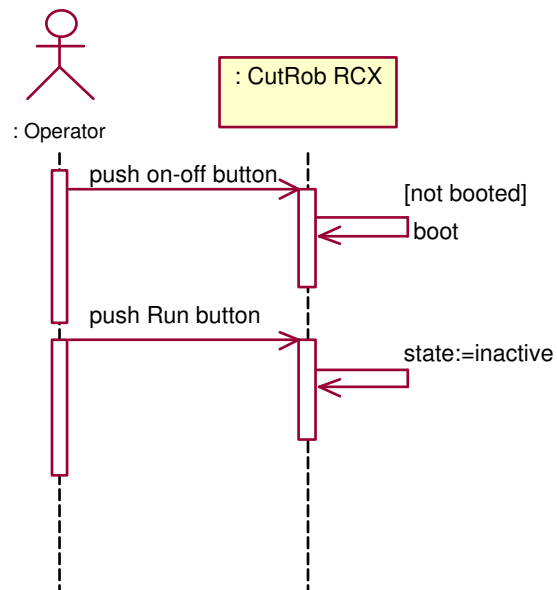 : CutRob RCX
: Operator
push on-off button
[not booted]
boot
push Run button
state:=inactive